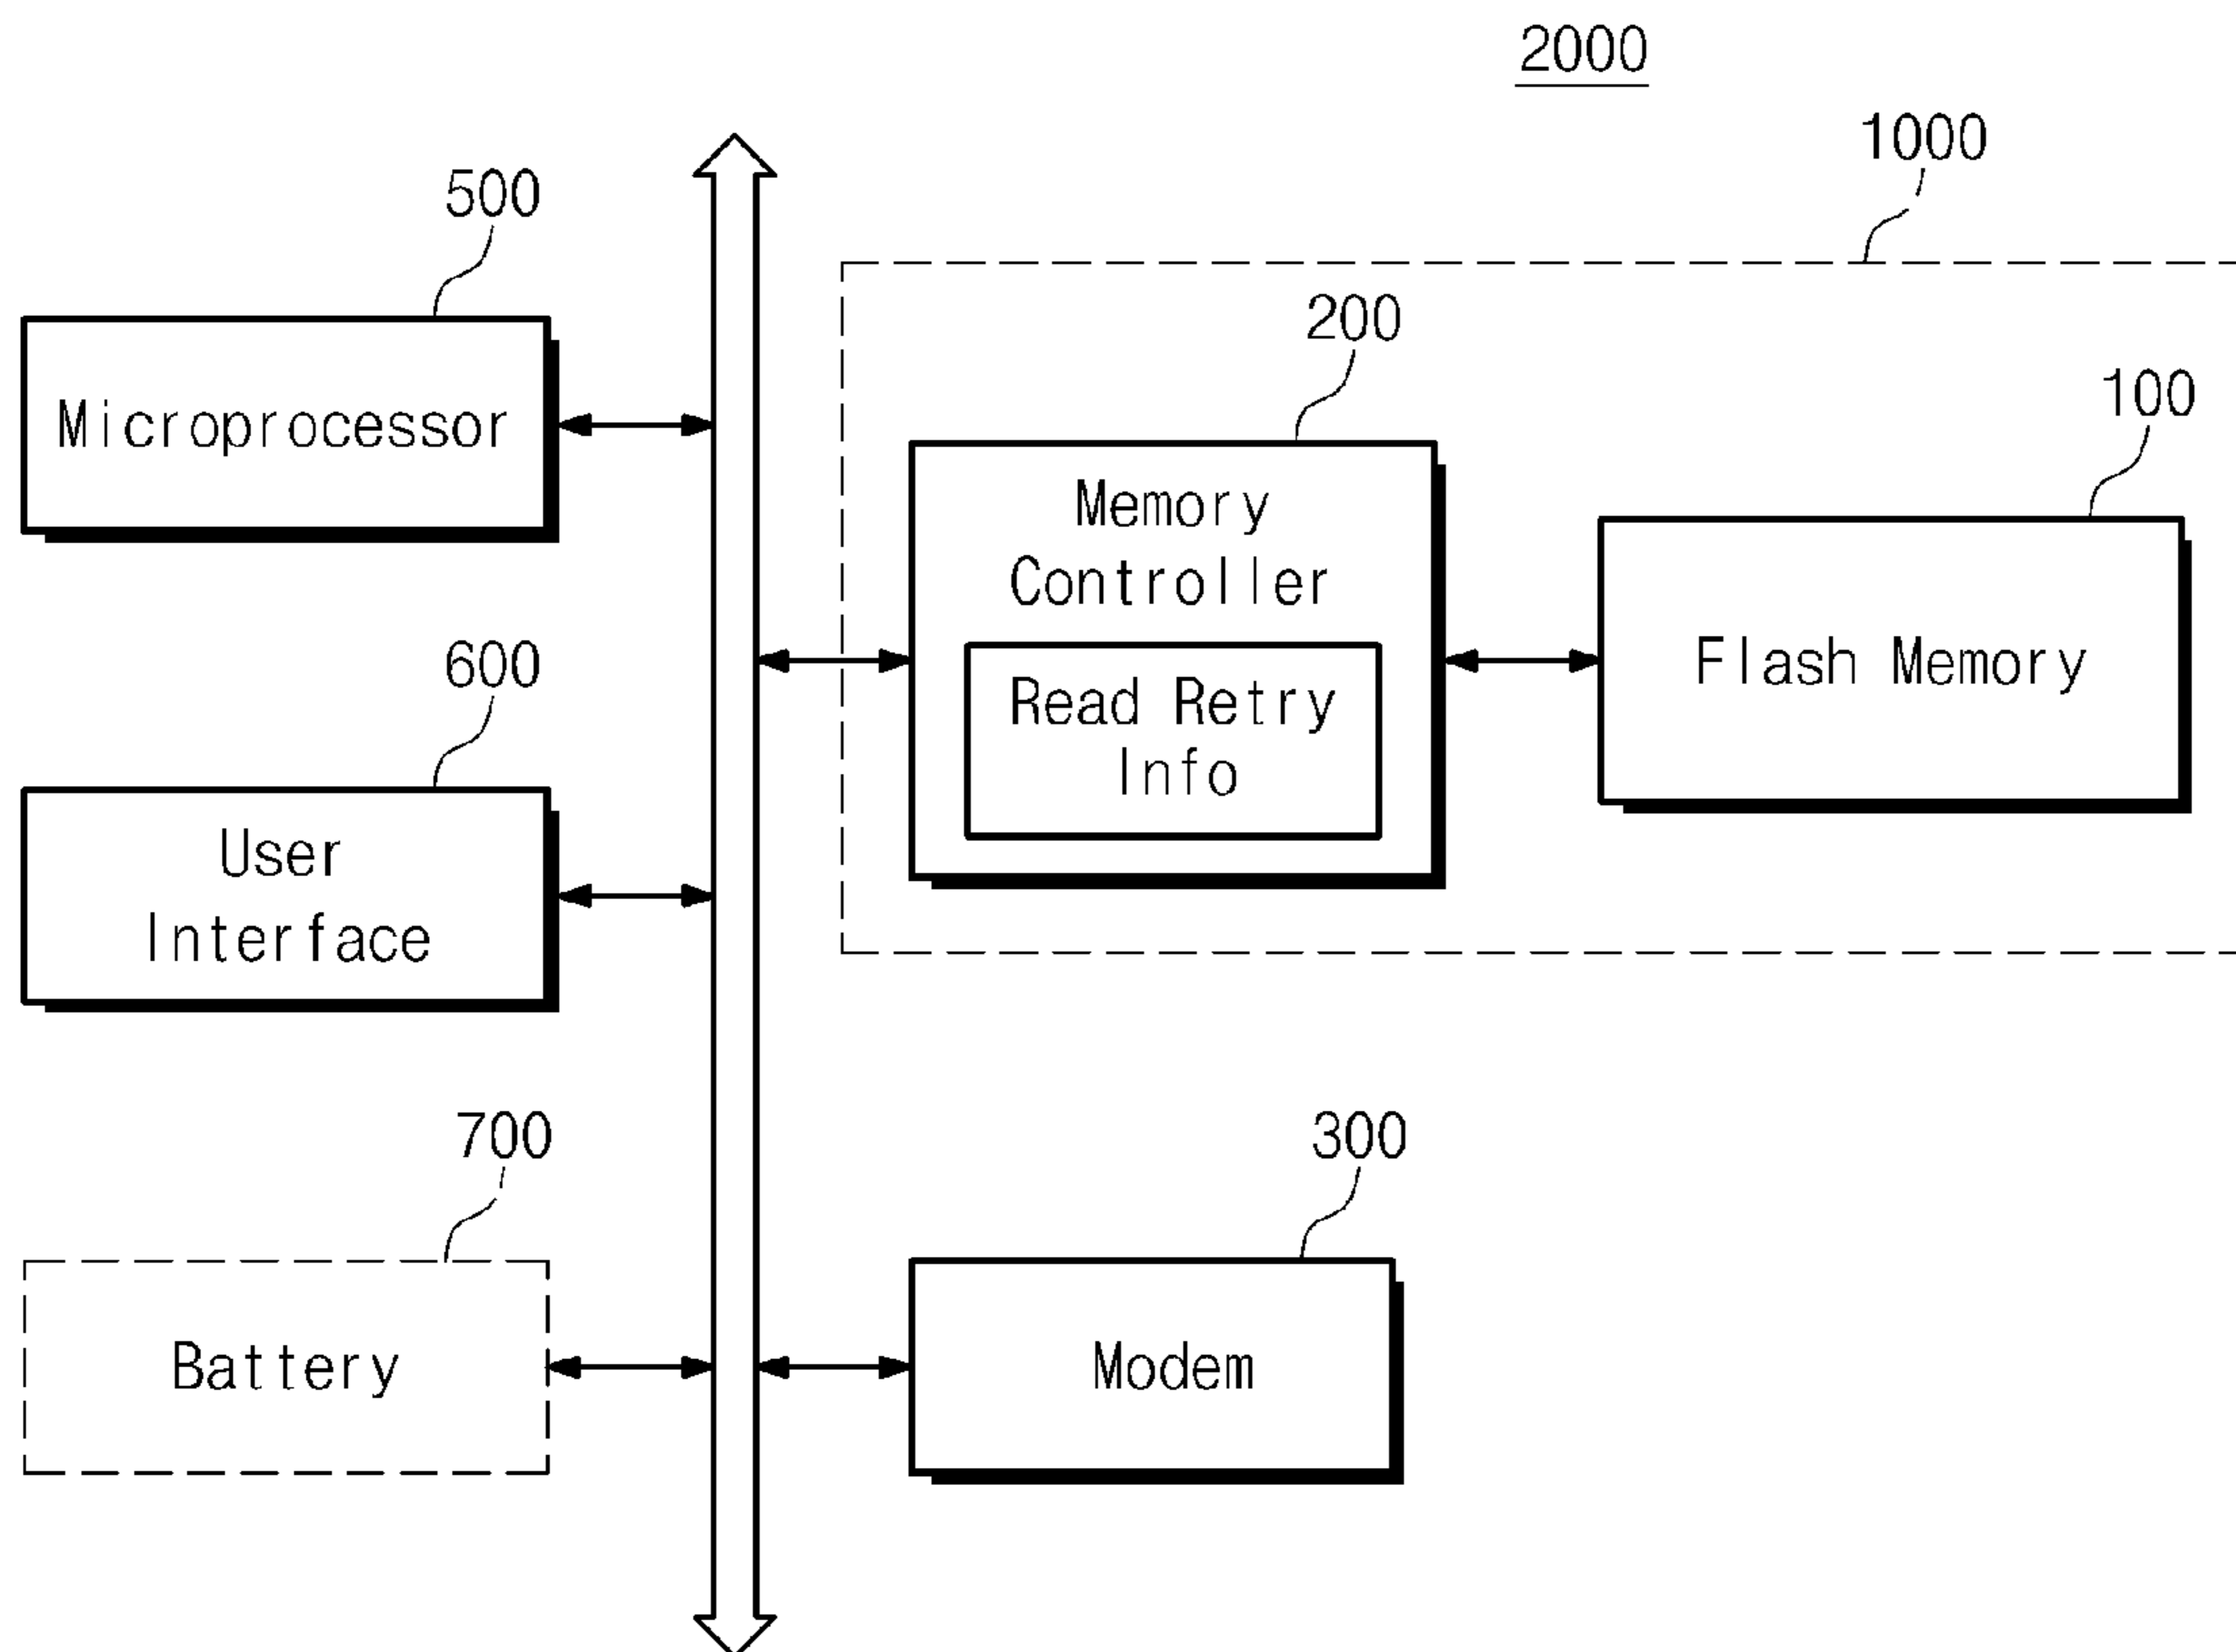 2000
1000
500
Microprocessor
200
Memory
Controller
Read Retry
Info
100
Flash Memory
600
User
Interface
700
Battery
300
Modem